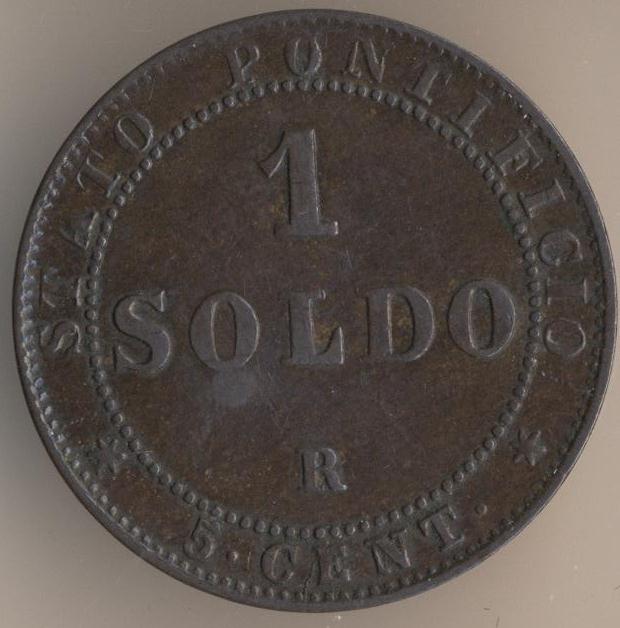 STATO PONTIFICIO
1
SOLDO
R
5 · CENT ·